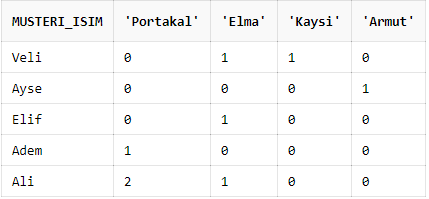 MUSTERI_ISIM 'Portakal' 'Elma' 'Kaysi' 'Armut'
Veli 0 1 1 0
Ayse 0 0 0 1
Elif 0 1 0 0
Adem 1 0 0 0
Ali 2 1 0 0